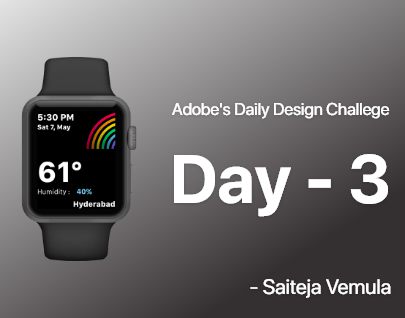 5:30 PM
Sat 7, May
61°
Humidity : 40%
Hyderabad
Adobe's Daily Design Challege
Day - 3
- Saiteja Vemula